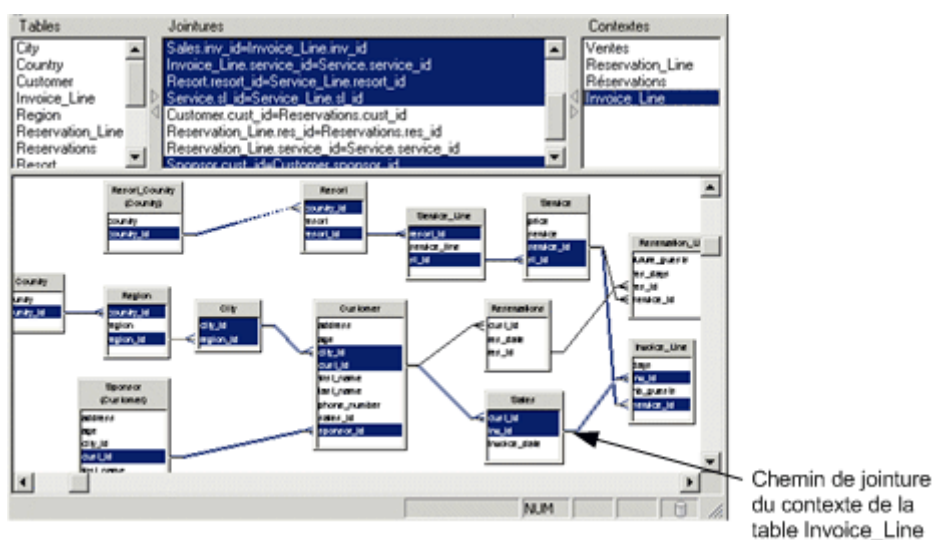 Tables
Jointures
Contextes
City
Country
Customer
Invoice_Line
Region
Reservation_Line
Reservations
Resort
Sales.inv_id=Invoice_Line.inv_id
Invoice_Line.service_id=Service.service_id
Resort.resort_id=Service_Line.resort_id
Service.sl_id=Service_Line.sl_id
Customer.cust_id=Reservations.cust_id
Reservation_Line.res_id=Reservations.res_id
Reservation_Line.service_id=Service.service_id
Sponsor.cust_id=Customer.sponsor_id
Ventes
Reservation_Line
Réservations
Invoice_Line
Resort_Country
(Country)
country
country_id
Resort
country_id
resort
resort_id
Service_Line
resort_id
service_line
sl_id
Service
price
service
service_id
sl_id
res_days
res_id
service_id
Country
Region
country_id
region
region_id
City
city_id
region_id
Customer
address
age
city_id
cust_id
first_name
last_name
phone_number
sales_id
sponsor_id
Reservations
cust_id
res_date
res_id
Invoice_Line
days
inv_id
nb_guests
service_id
Sponsor
(Customer)
address
age
city_id
cust_id
first_name
Sales
cust_id
inv_id
invoice_date
NUM
Chemin de jointure
du contexte de la
table Invoice_Line